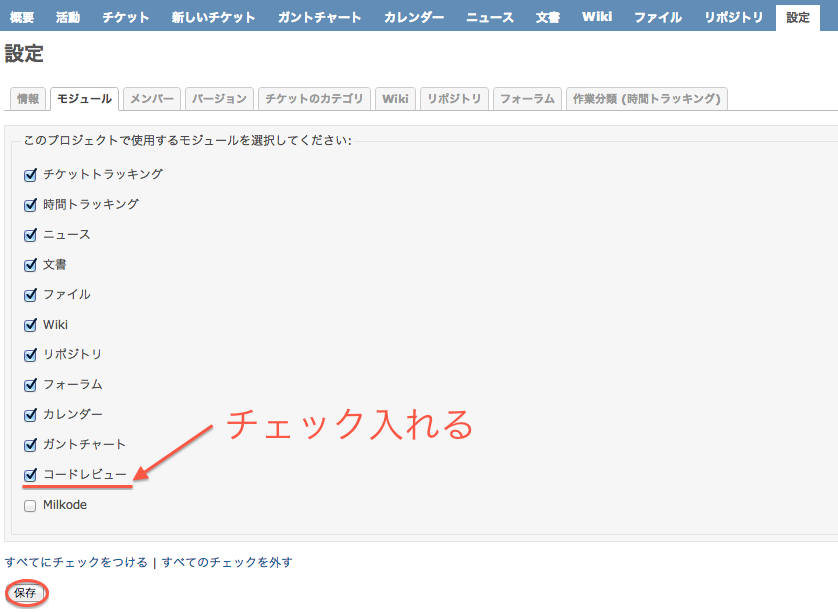 概要 活動 チケット 新しいチケット ガントチャート カレンダー ニュース 文書 Wiki ファイル リポジトリ 設定
設定
情報 モジュール メンバー バージョン チケットのカテゴリ Wiki リポジトリ フォーラム 作業分類 (時間トラッキング)
このプロジェクトで使用するモジュールを選択してください:
チケットトラッキング
時間トラッキング
ニュース
文書
ファイル
Wiki
リポジトリ
フォーラム
カレンダー
チェック入れる
ガントチャート
コードレビュー
Milkode
すべてにチェックをつける | すべてのチェックを外す
保存